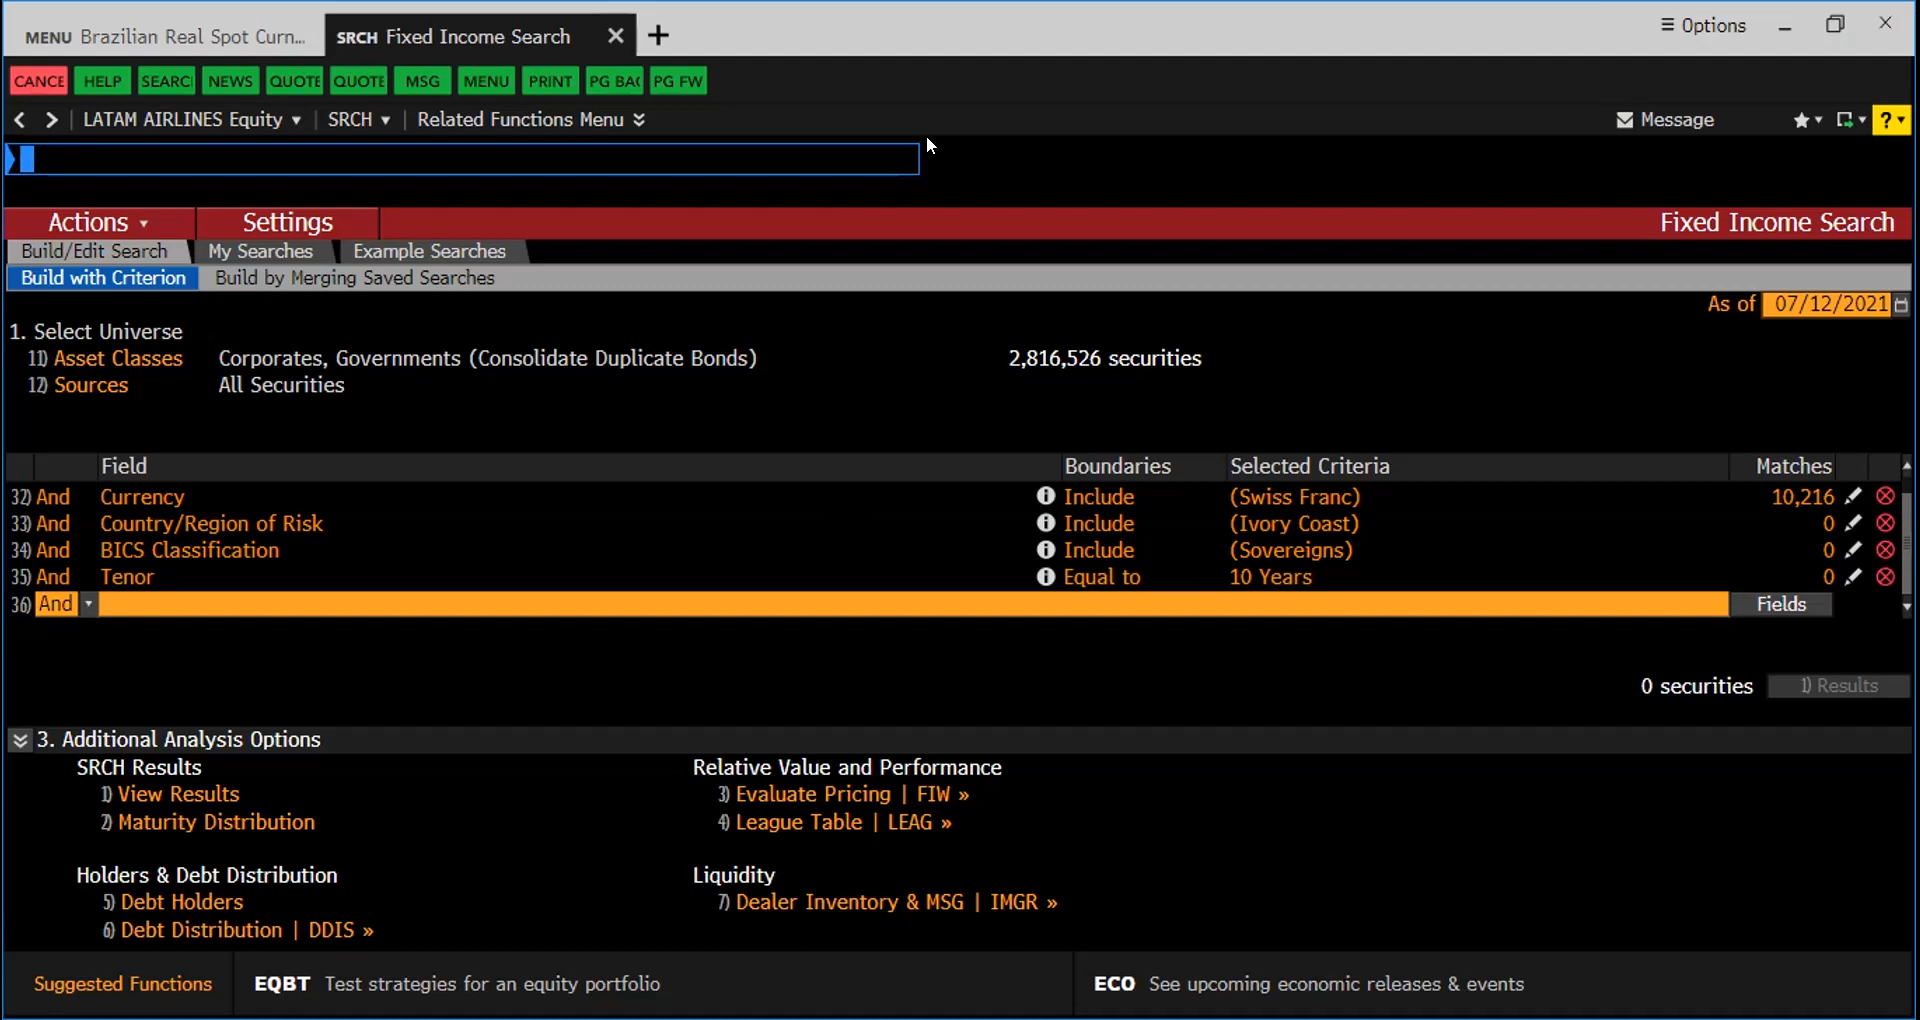 MENU Brazilian Real Spot Curn... SRCH Fixed Income Search Options
CANCE HELP SEARC NEWS QUOTE QUOTE MSG MENU PRINT PG BAC PG FW
LATAM AIRLINES Equity SRCH Related Functions Menu Message ?
Actions Settings Fixed Income Search
Build/Edit Search My Searches Example Searches
Build with Criterion Build by Merging Saved Searches
As of 07/12/2021
1. Select Universe
11) Asset Classes Corporates, Governments (Consolidate Duplicate Bonds) 2,816,526 securities
12) Sources All Securities
Field Boundaries Selected Criteria Matches
32) And Currency Include (Swiss Franc) 10,216
33) And Country/Region of Risk Include (Ivory Coast) 0
34) And BICS Classification Include (Sovereigns) 0
35) And Tenor Equal to 10 Years 0
36) And Fields
0 securities 1) Results
3. Additional Analysis Options
SRCH Results Relative Value and Performance
1) View Results 3) Evaluate Pricing | FIW »
2) Maturity Distribution 4) League Table | LEAG »
Holders & Debt Distribution Liquidity
5) Debt Holders 7) Dealer Inventory & MSG | IMGR »
6) Debt Distribution | DDIS »
Suggested Functions EQBT Test strategies for an equity portfolio ECO See upcoming economic releases & events